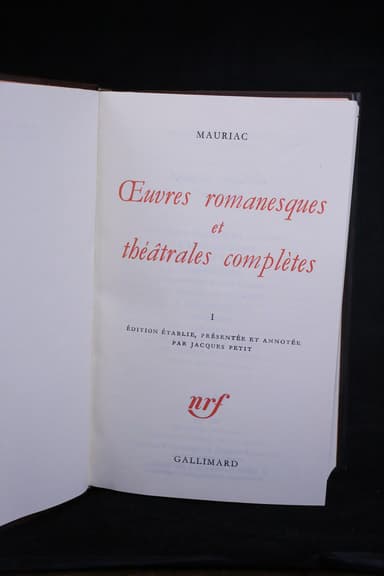 MAURIAC
Œuvres romanesques
et
théâtrales complètes
I
ÉDITION ÉTABLIE, PRÉSENTÉE ET ANNOTÉE
PAR JACQUES PETIT
nrf
GALLIMARD